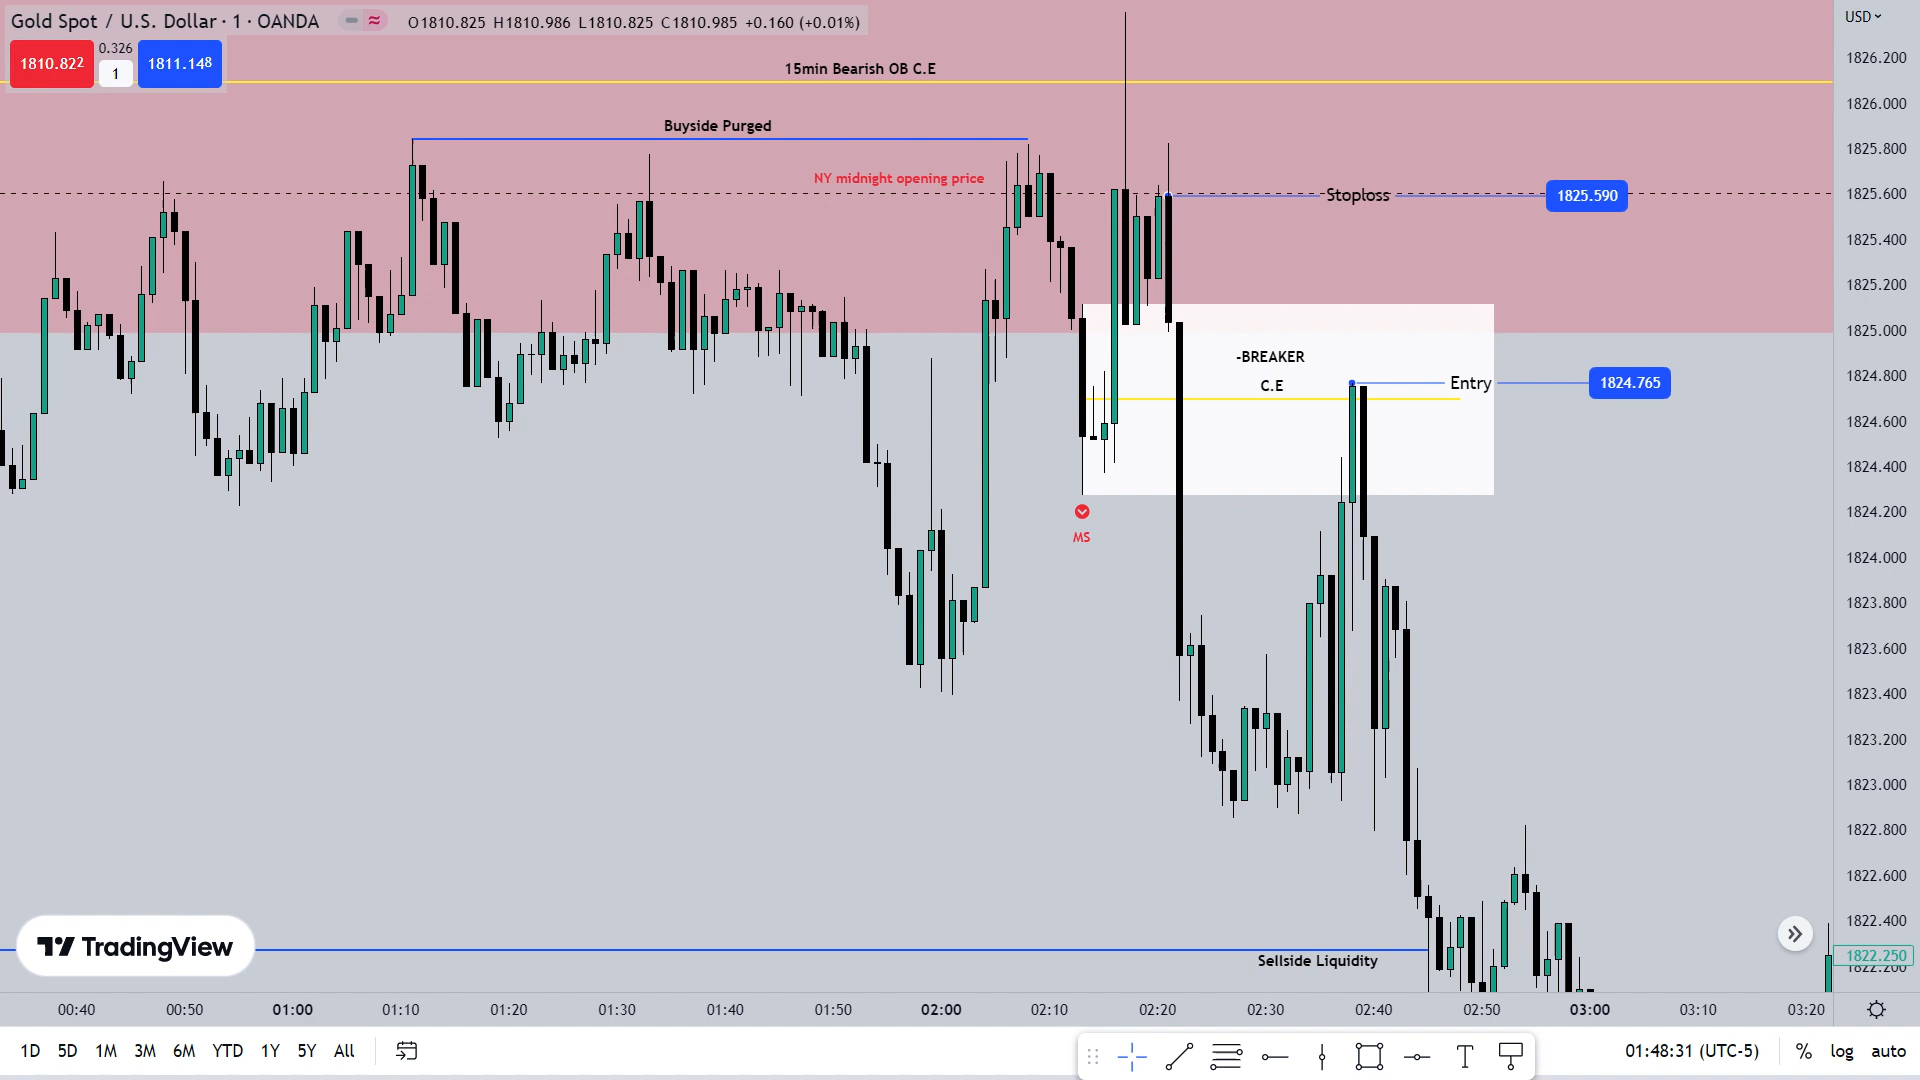 Gold Spot / U.S. Dollar · 1 · OANDA
O1810.825 H1810.986 L1810.825 C1810.985 +0.160 (+0.01%)
USD
1810.822
0.326
1
1811.148
15min Bearish OB C.E
Buyside Purged
NY midnight opening price
Stoploss
1825.590
-BREAKER
C.E
Entry
1824.765
MS
Sellside Liquidity
TradingView
1826.200
1826.000
1825.800
1825.600
1825.400
1825.200
1825.000
1824.800
1824.600
1824.400
1824.200
1824.000
1823.800
1823.600
1823.400
1823.200
1823.000
1822.800
1822.600
1822.400
1822.250
1822.200
00:40 00:50 01:00 01:10 01:20 01:30 01:40 01:50 02:00 02:10 02:20 02:30 02:40 02:50 03:00 03:10 03:20
1D 5D 1M 3M 6M YTD 1Y 5Y All
T
01:48:31 (UTC-5) % log auto